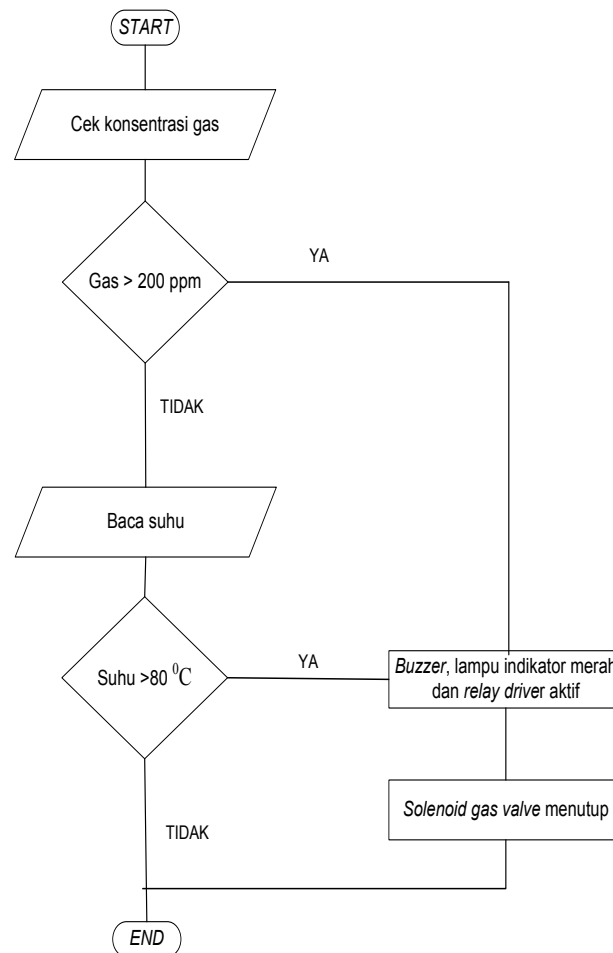 START
Cek konsentrasi gas
Gas > 200 ppm
YA
TIDAK
Baca suhu
Suhu >80 ⁰C
YA
Buzzer, lampu indikator merah
dan relay driver aktif
Solenoid gas valve menutup
TIDAK
END